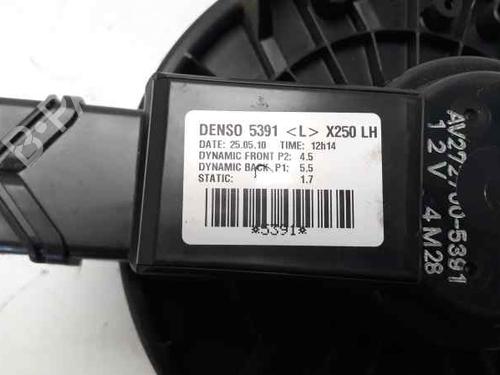 DENSO 5391 <L> X250 LH
DATE: 25.05.10 TIME: 12h14
DYNAMIC FRONT P2: 4.5
DYNAMIC BACK P1: 5.5
STATIC: 1.7
*5391*
AV272700-5391
12V 4M28